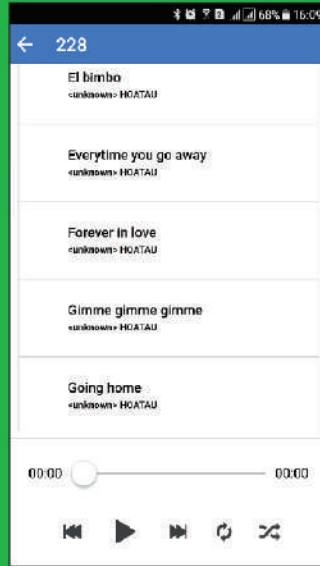 68% 16:09
228
El bimbo
<unknown> HOATAU
Everytime you go away
<unknown> HOATAU
Forever in love
<unknown> HOATAU
Gimme gimme gimme
<unknown> HOATAU
Going home
<unknown> HOATAU
00:00 00:00